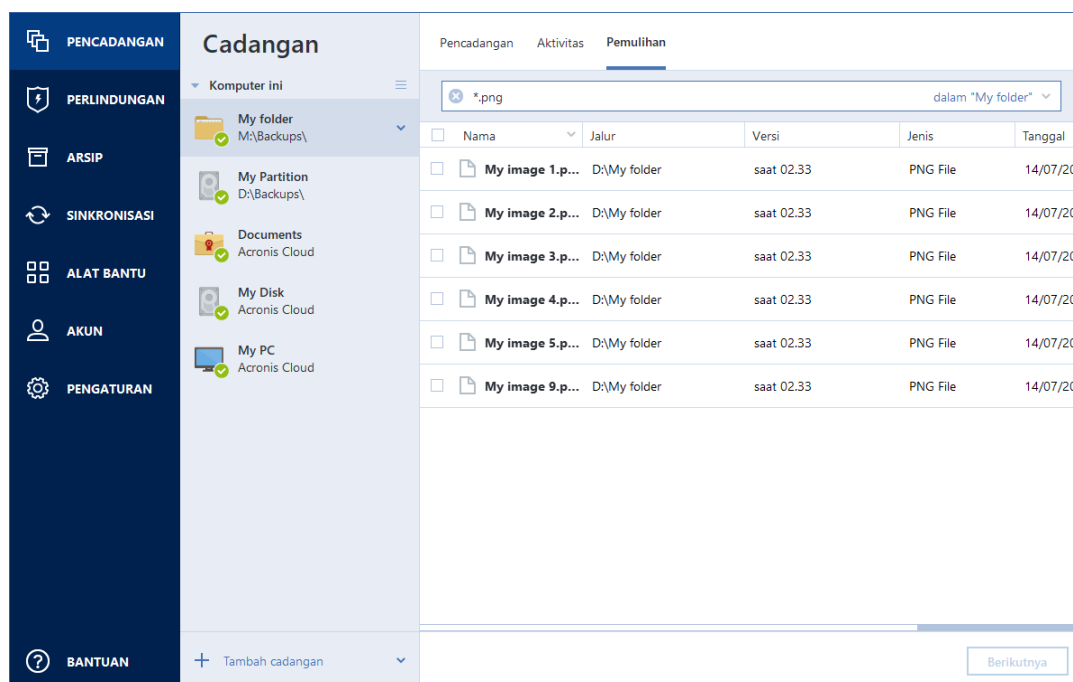 PENCADANGAN
PERLINDUNGAN
ARSIP
SINKRONISASI
ALAT BANTU
AKUN
PENGATURAN
BANTUAN
Cadangan
Komputer ini
My folder
M:\Backups\
My Partition
D:\Backups\
Documents
Acronis Cloud
My Disk
Acronis Cloud
My PC
Acronis Cloud
Tambah cadangan
Pencadangan Aktivitas Pemulihan
*.png dalam "My folder"
Nama Jalur Versi Jenis Tanggal
My image 1.p... D:\My folder saat 02.33 PNG File 14/07/20
My image 2.p... D:\My folder saat 02.33 PNG File 14/07/20
My image 3.p... D:\My folder saat 02.33 PNG File 14/07/20
My image 4.p... D:\My folder saat 02.33 PNG File 14/07/20
My image 5.p... D:\My folder saat 02.33 PNG File 14/07/20
My image 9.p... D:\My folder saat 02.33 PNG File 14/07/20
Berikutnya